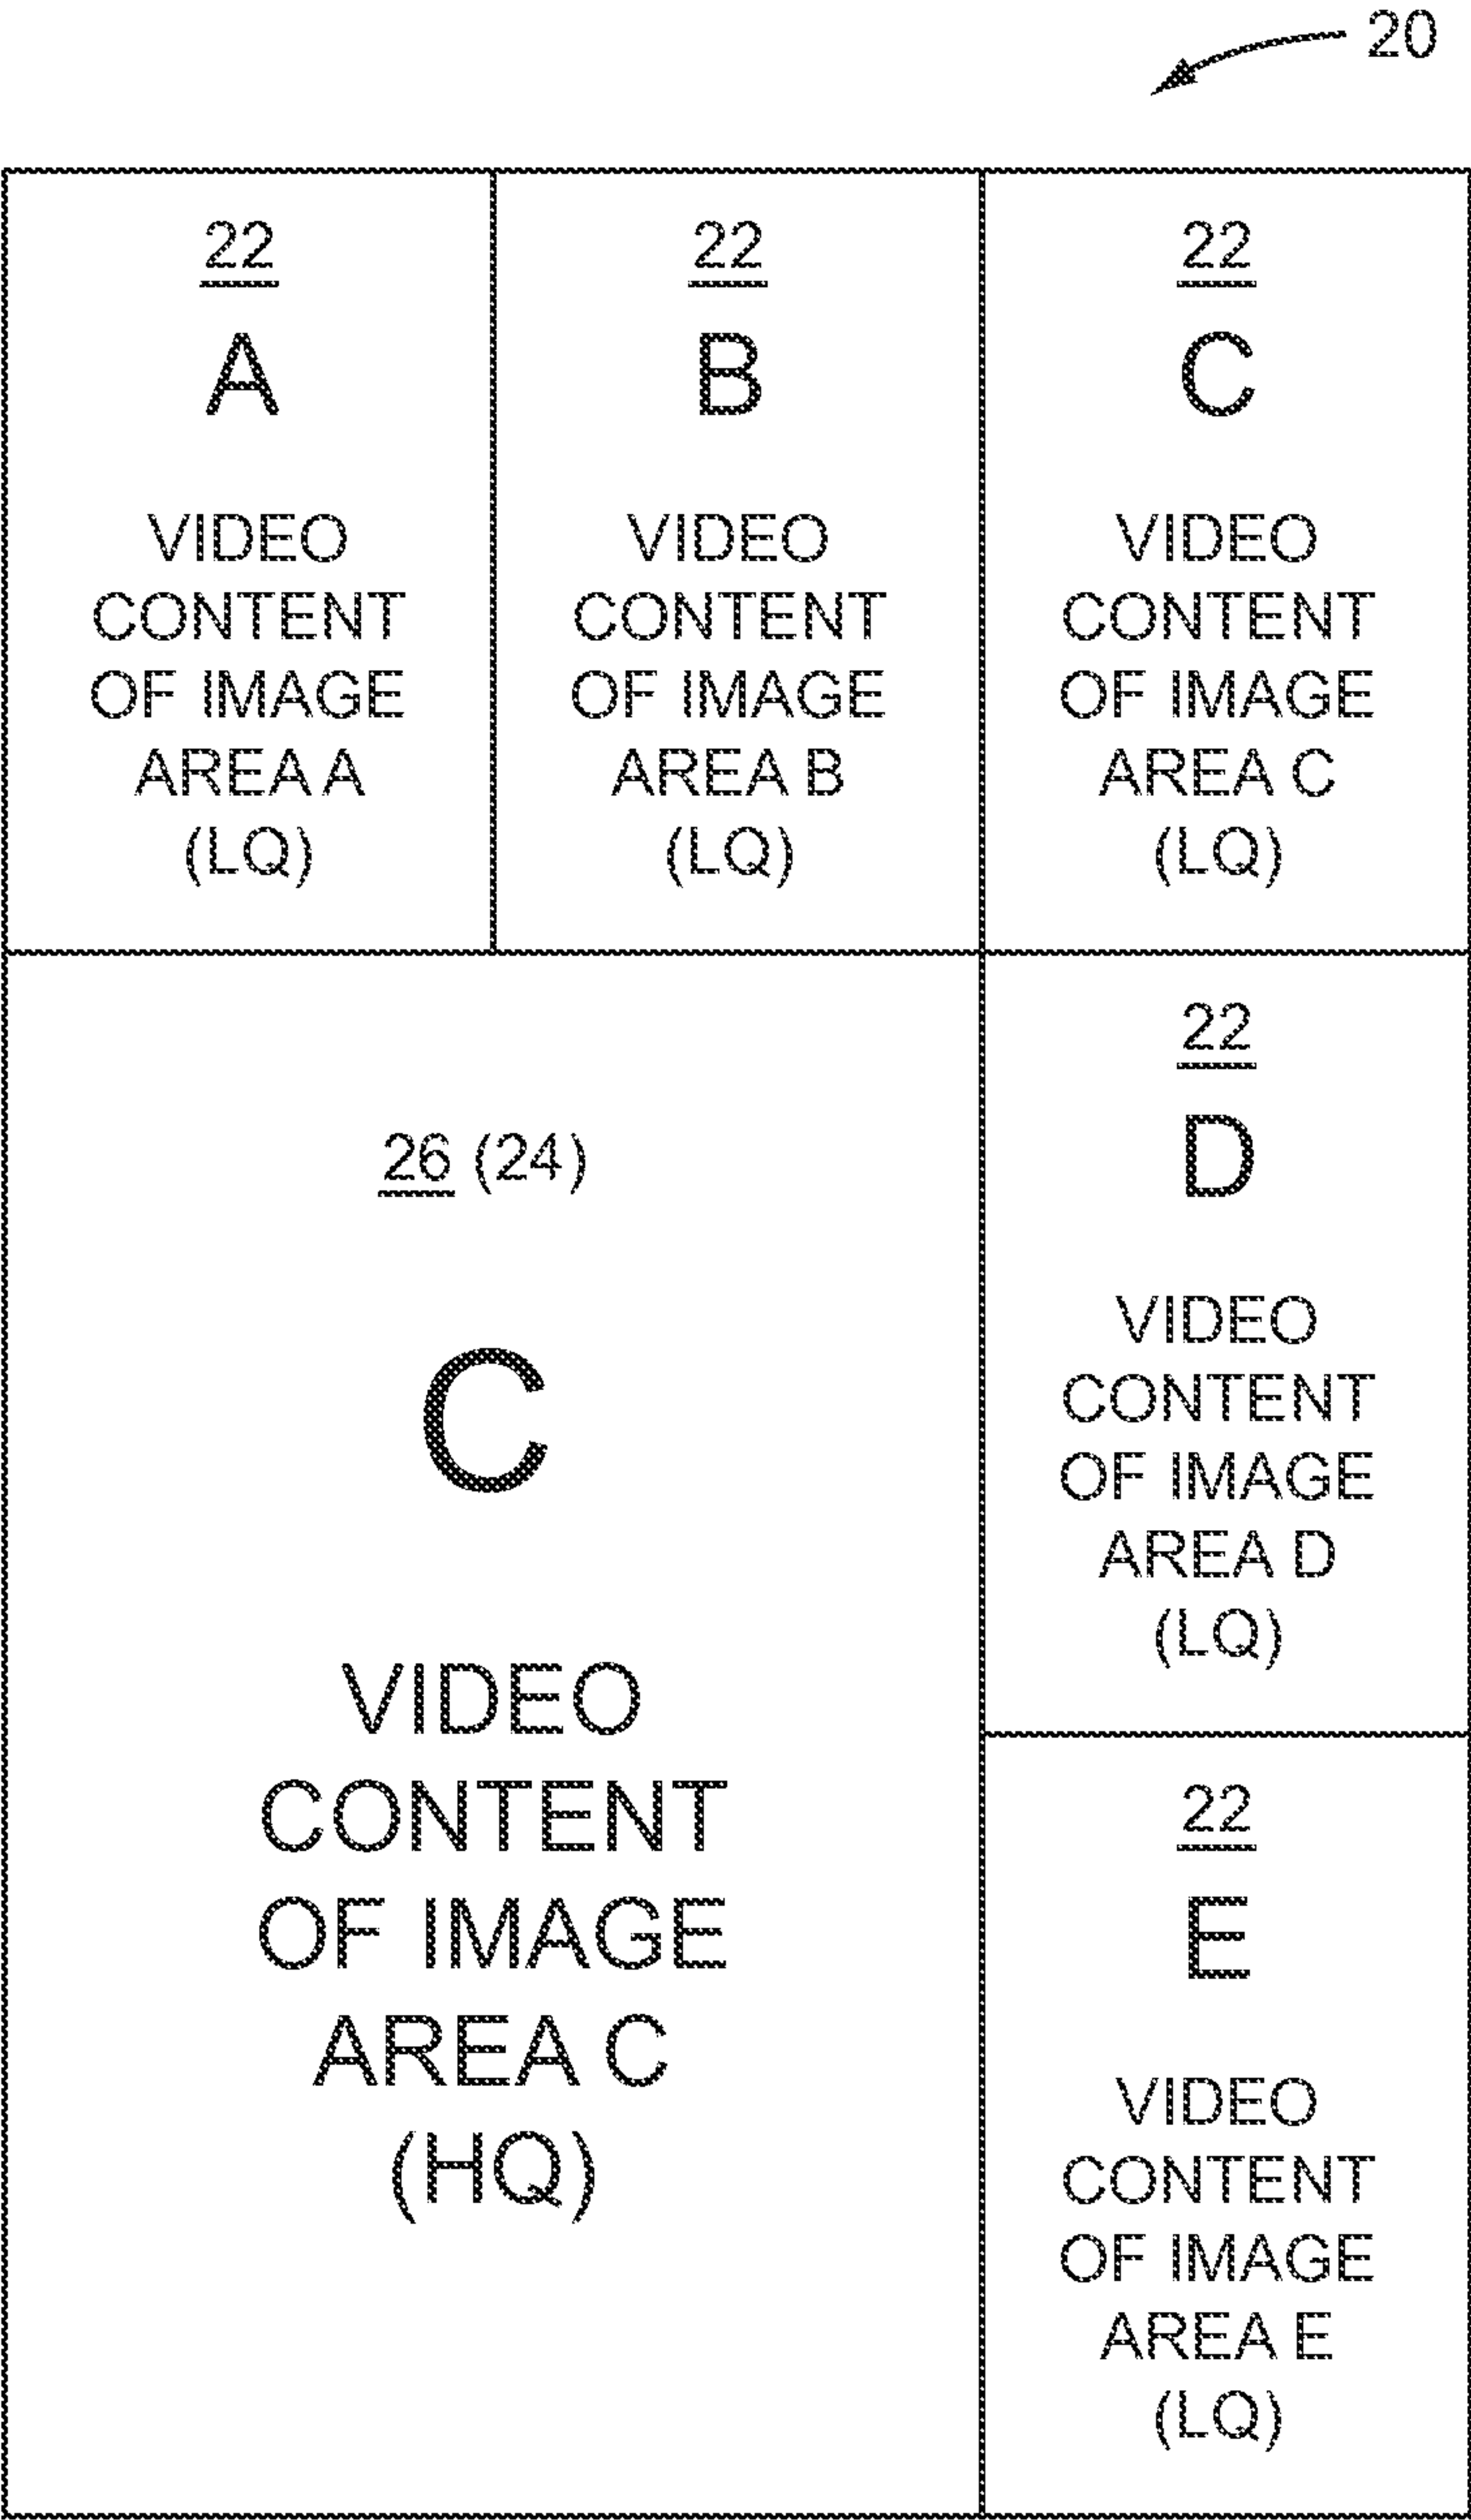 20
22
A
VIDEO
CONTENT
OF IMAGE
AREA A
(LQ)
22
B
VIDEO
CONTENT
OF IMAGE
AREA B
(LQ)
22
C
VIDEO
CONTENT
OF IMAGE
AREA C
(LQ)
26 (24)
C
VIDEO
CONTENT
OF IMAGE
AREA C
(HQ)
22
D
VIDEO
CONTENT
OF IMAGE
AREA D
(LQ)
22
E
VIDEO
CONTENT
OF IMAGE
AREA E
(LQ)